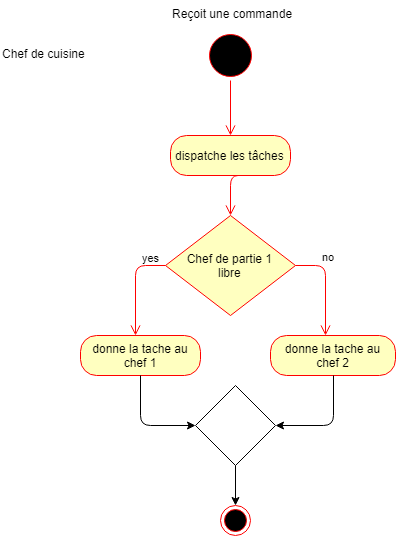 Reçoit une commande
Chef de cuisine
dispatche les tâches
Chef de partie 1
libre
yes
no
donne la tache au
chef 1
donne la tache au
chef 2